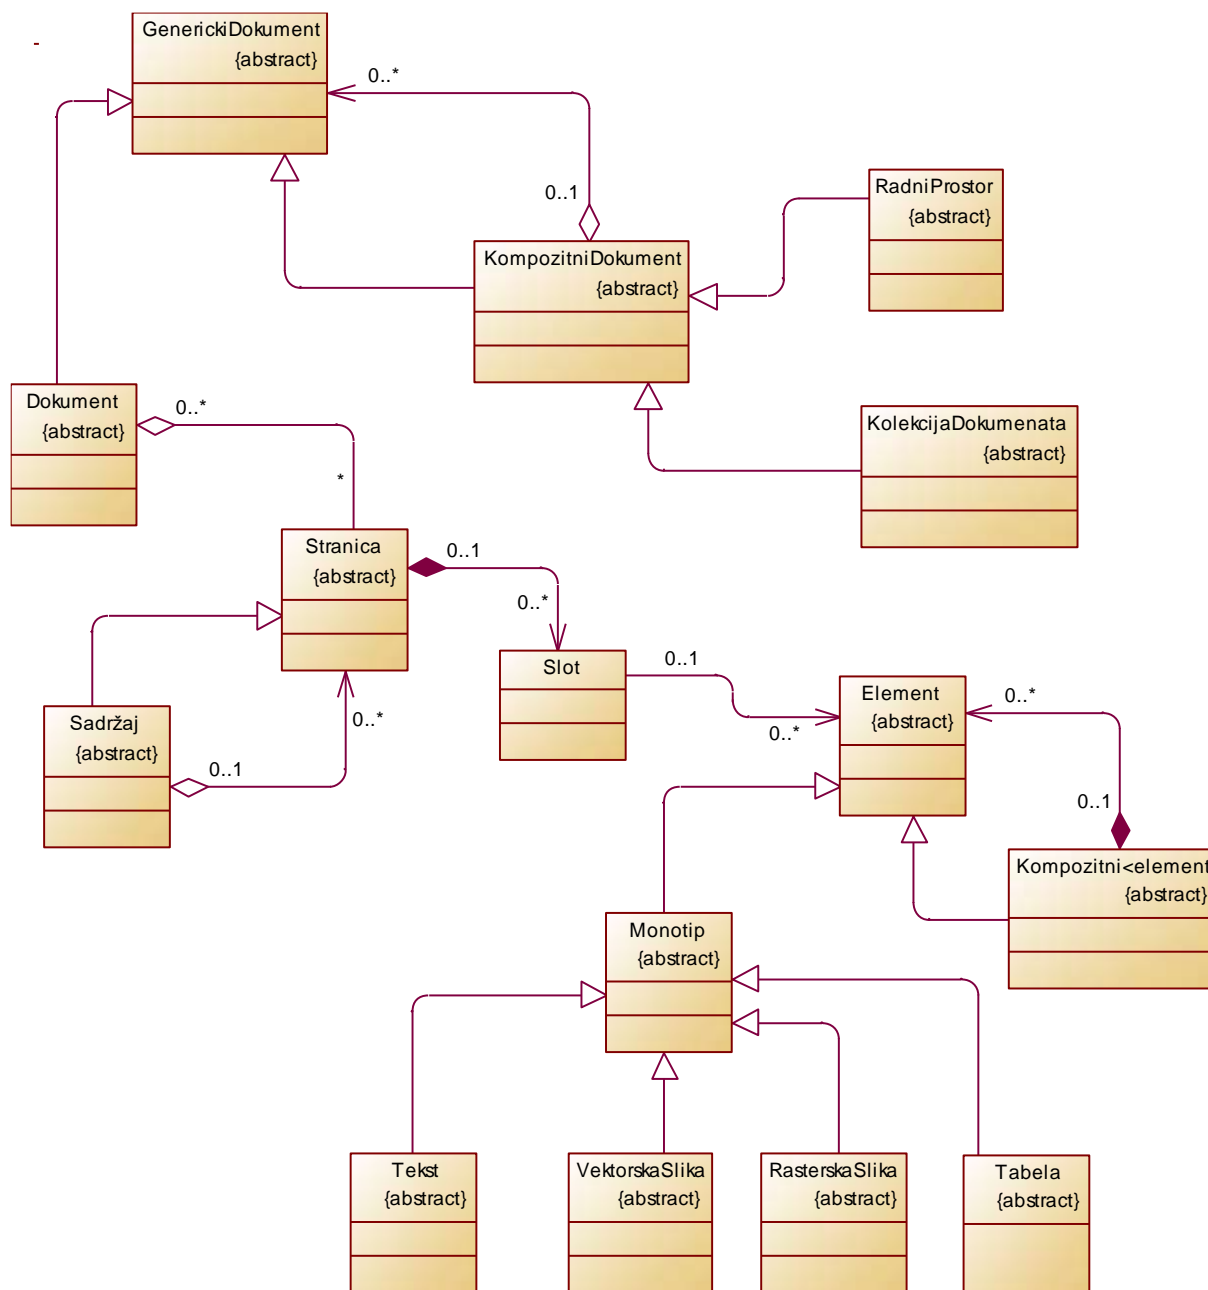 GenerickiDokument
{abstract}
0..*
0..1
RadniProstor
{abstract}
KompozitniDokument
{abstract}
Dokument
{abstract}
0..*
*
KolekcijaDokumenata
{abstract}
Stranica
{abstract}
0..1
0..*
Slot
0..1
0..*
Element
{abstract}
0..*
0..1
Sadržaj
{abstract}
0..1
0..*
Kompozitni<element
{abstract}
Monotip
{abstract}
Tekst
{abstract}
VektorskaSlika
{abstract}
RasterskaSlika
{abstract}
Tabela
{abstract}